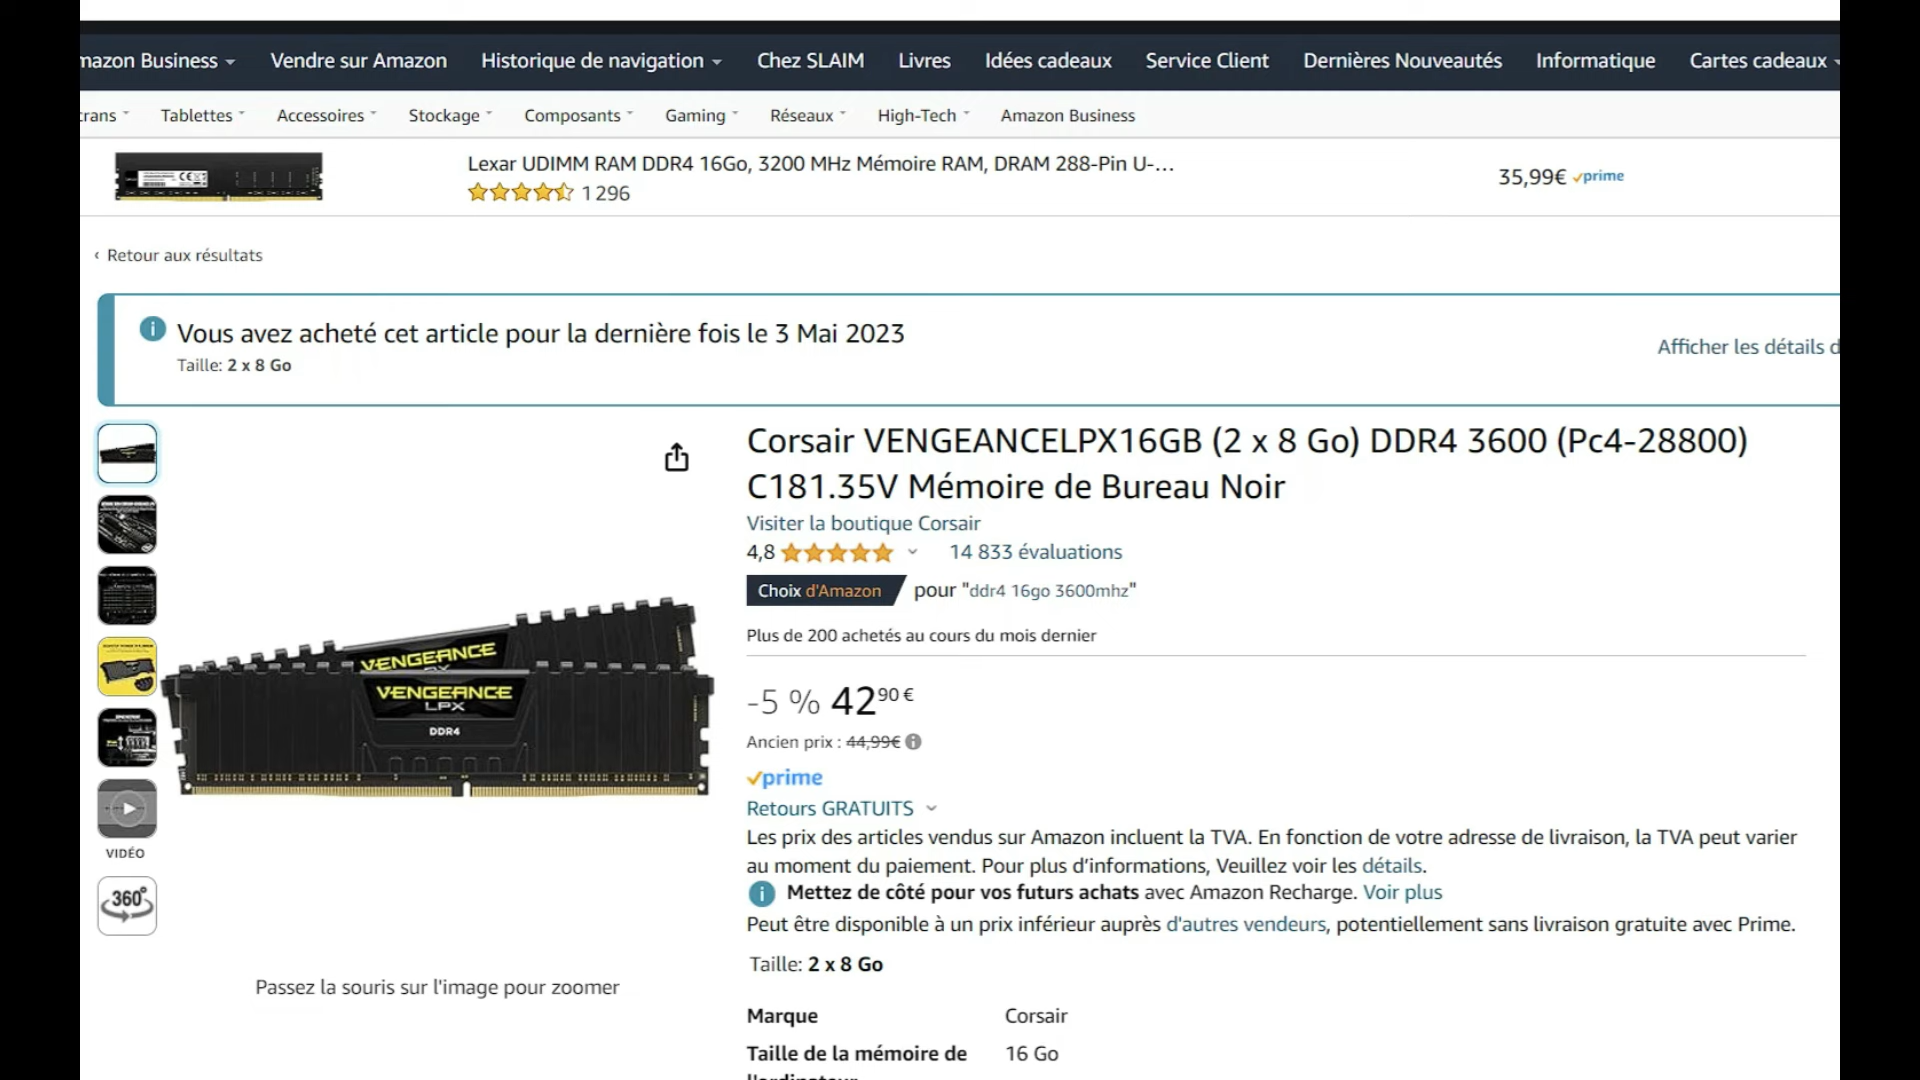 mazon Business
Vendre sur Amazon
Historique de navigation
Chez SLAIM
Livres
Idées cadeaux
Service Client
Dernières Nouveautés
Informatique
Cartes cadeaux
crans
Tablettes
Accessoires
Stockage
Composants
Gaming
Réseaux
High-Tech
Amazon Business
Lexar UDIMM RAM DDR4 16Go, 3200 MHz Mémoire RAM, DRAM 288-Pin U-…
1 296
35,99€ prime
‹ Retour aux résultats
Vous avez acheté cet article pour la dernière fois le 3 Mai 2023
Taille: 2 x 8 Go
Afficher les détails d
Corsair VENGEANCELPX16GB (2 x 8 Go) DDR4 3600 (Pc4-28800)
C181.35V Mémoire de Bureau Noir
Visiter la boutique Corsair
4,8
14 833 évaluations
Choix d'Amazon pour "ddr4 16go 3600mhz"
Plus de 200 achetés au cours du mois dernier
-5 % 42,90 €
Ancien prix : 44,99€
prime
Retours GRATUITS
Les prix des articles vendus sur Amazon incluent la TVA. En fonction de votre adresse de livraison, la TVA peut varier
au moment du paiement. Pour plus d’informations, Veuillez voir les détails.
Mettez de côté pour vos futurs achats avec Amazon Recharge. Voir plus
Peut être disponible à un prix inférieur auprès d'autres vendeurs, potentiellement sans livraison gratuite avec Prime.
Taille: 2 x 8 Go
Marque Corsair
Taille de la mémoire de 16 Go
l'ordinateur
VENGEANCE
VENGEANCE
LPX
DDR4
VIDÉO
360°
Passez la souris sur l'image pour zoomer